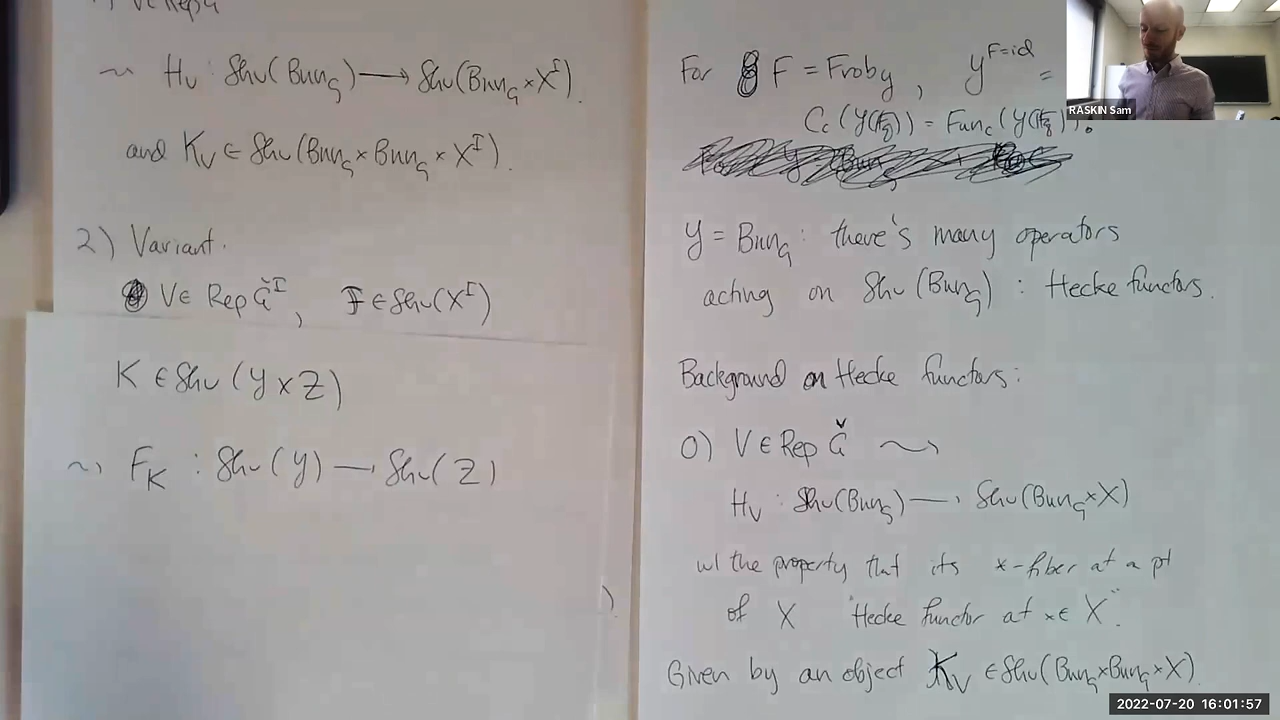 1) V∈Rep Ǧ
⇝ H_V : Shv(Bun_G) ⟶ Shv(Bun_G × X^I).
and K_V ∈ Shv(Bun_G × Bun_G × X^I).
2) Variant.
V∈ Rep Ǧ^I, F ∈ Shv(X^I)
K ∈ Shv (Y × Z)
⇝ F_K : Shv(Y) ⟶ Shv(Z)
For F = Frob_Y, Y^{F=id} =
C_c(Y(F_q)) = Fun_c(Y(F_q)).
Y = Bun_G : there's many operators
acting on Shv(Bun_G) : Hecke functors.
Background on Hecke functors:
0) V ∈ Rep Ǧ ⇝
H_V : Shv(Bun_G) ⟶ Shv(Bun_G × X)
w/ the property that its *-fiber at a pt
of X "Hecke functor at x ∈ X".
Given by an object K_V ∈ Shv(Bun_G × Bun_G × X).
RASKIN Sam
2022-07-20 16:01:57